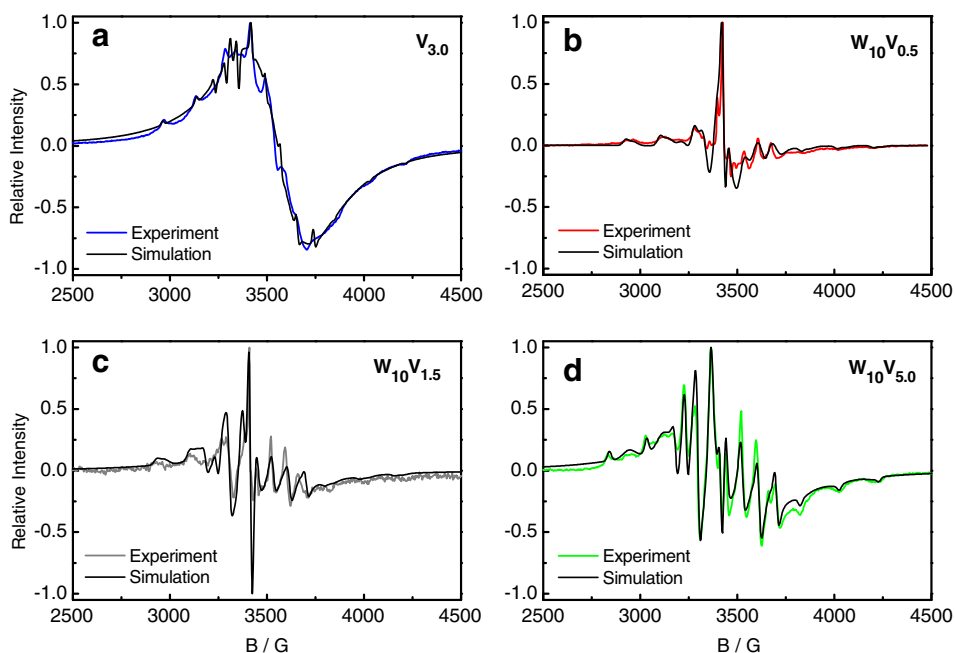 a
V3.0
1.0
0.5
0.0
-0.5
-1.0
Relative Intensity
Experiment
Simulation
2500 3000 3500 4000 4500
b
W10V0.5
1.0
0.5
0.0
-0.5
-1.0
Experiment
Simulation
2500 3000 3500 4000 4500
c
W10V1.5
1.0
0.5
0.0
-0.5
-1.0
Relative Intensity
Experiment
Simulation
2500 3000 3500 4000 4500
B / G
d
W10V5.0
1.0
0.5
0.0
-0.5
-1.0
Experiment
Simulation
2500 3000 3500 4000 4500
B / G